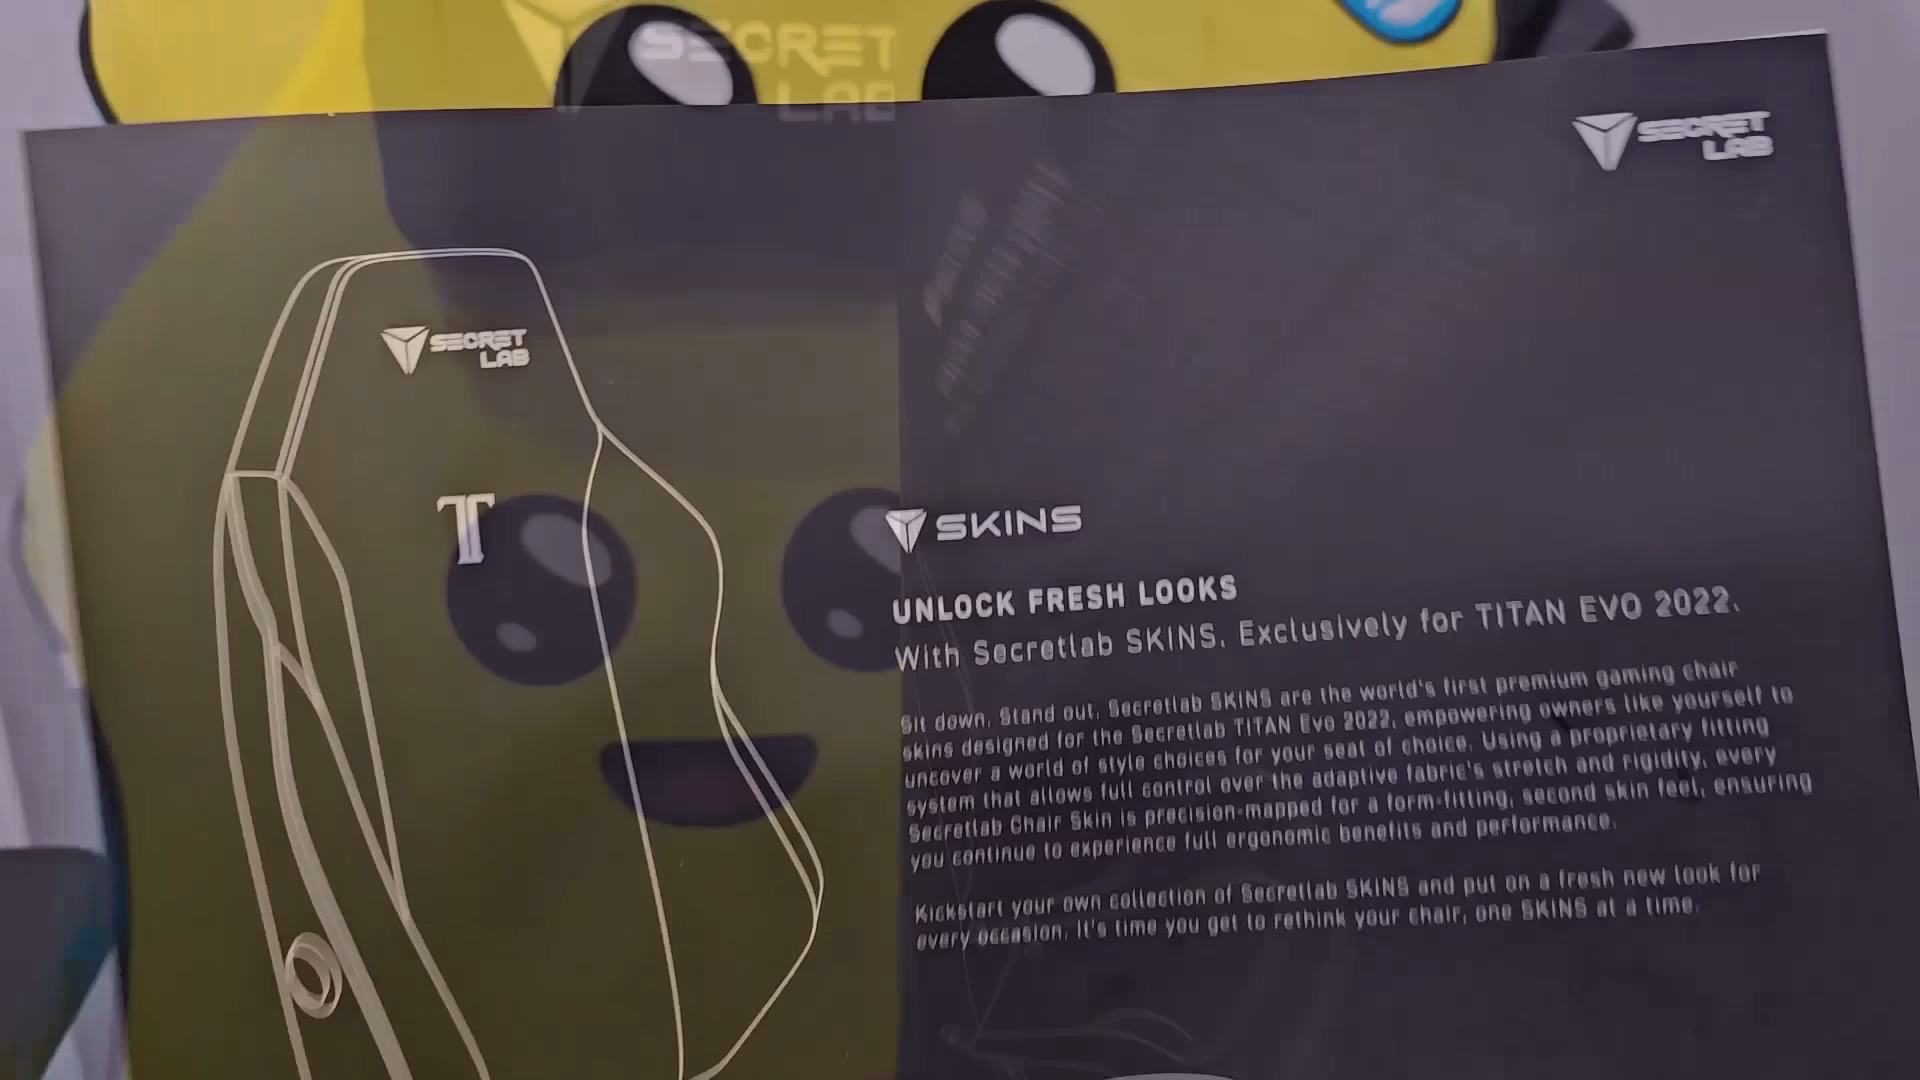 SECRET
LAB
SECRET
LAB
SECRET
LAB
T
SKINS
UNLOCK FRESH LOOKS
With Secretlab SKINS. Exclusively for TITAN EVO 2022.
Sit down. Stand out. Secretlab SKINS are the world's first premium gaming chair
skins designed for the Secretlab TITAN Evo 2022, empowering owners like yourself to
uncover a world of style choices for your seat of choice. Using a proprietary fitting
system that allows full control over the adaptive fabric's stretch and rigidity, every
Secretlab Chair Skin is precision-mapped for a form-fitting, second skin feel, ensuring
you continue to experience full ergonomic benefits and performance.
Kickstart your own collection of Secretlab SKINS and put on a fresh new look for
every occasion. It's time you get to rethink your chair, one SKINS at a time.